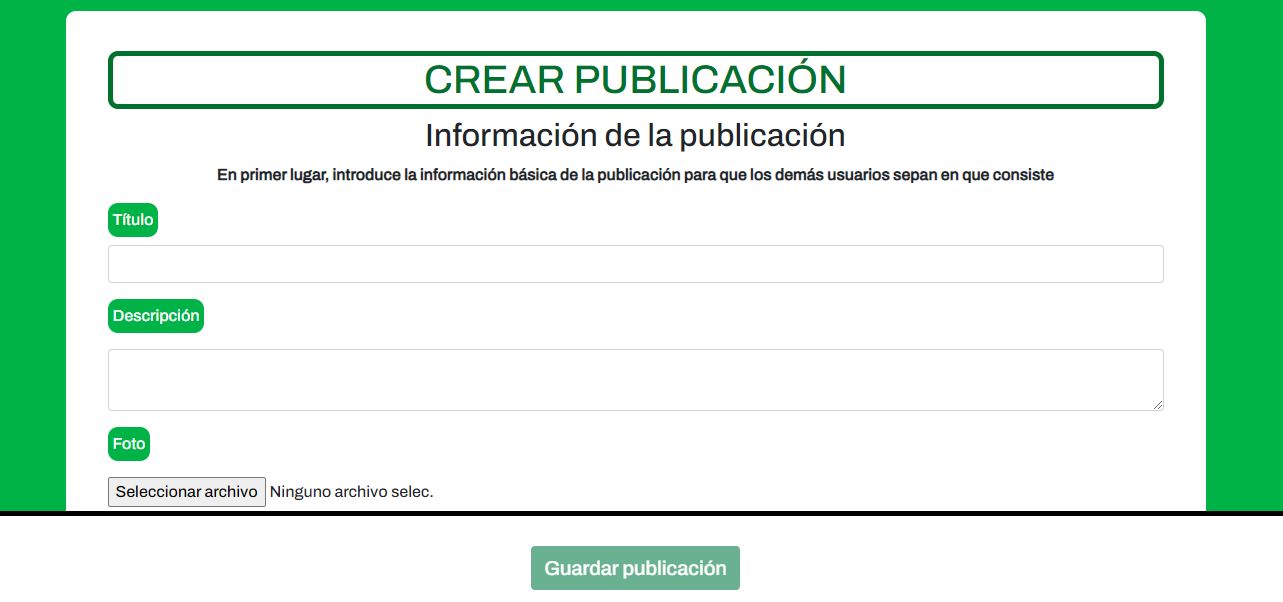 CREAR PUBLICACIÓN
Información de la publicación
En primer lugar, introduce la información básica de la publicación para que los demás usuarios sepan en que consiste
Título
Descripción
Foto
Seleccionar archivo Ninguno archivo selec.
Guardar publicación